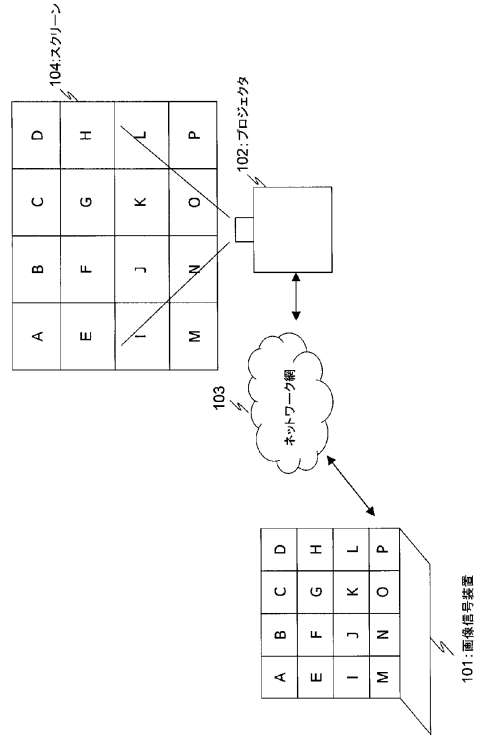 104:スクリーン
A B C D
E F G H
I J K L
M N O P
102:プロジェクタ
103
ネットワーク網
A B C D
E F G H
I J K L
M N O P
101:画像信号装置